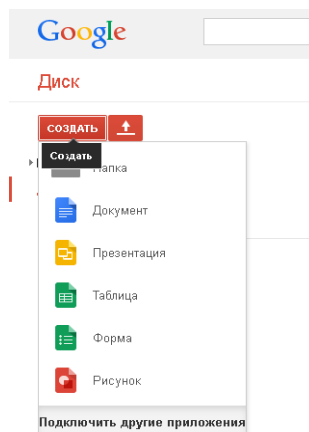 Google
Диск
СОЗДАТЬ
Создать
Папка
Документ
Презентация
Таблица
Форма
Рисунок
Подключить другие приложения